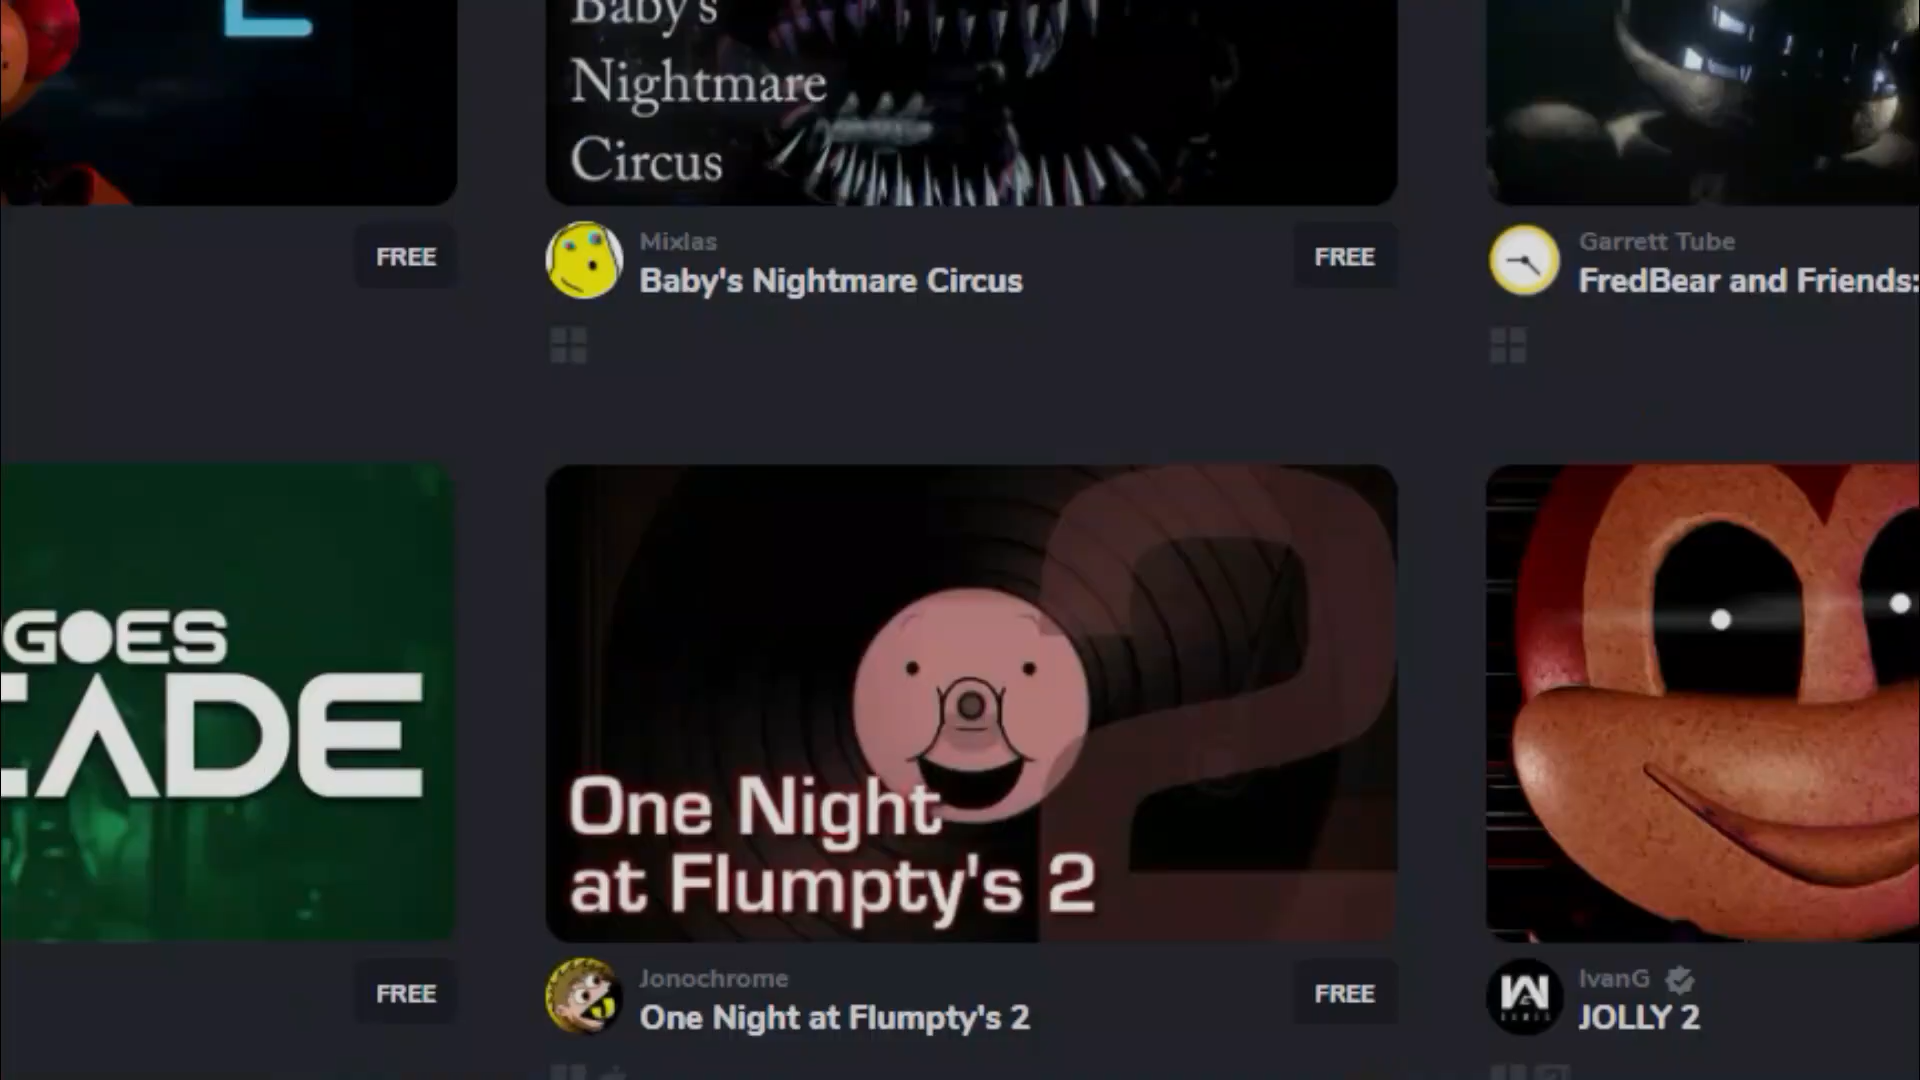 Baby's
Nightmare
Circus
FREE
Mixlas
Baby's Nightmare Circus
FREE
Garrett Tube
FredBear and Friends:
GOES
CADE
One Night
at Flumpty's 2
FREE
Jonochrome
One Night at Flumpty's 2
FREE
IvanG
JOLLY 2